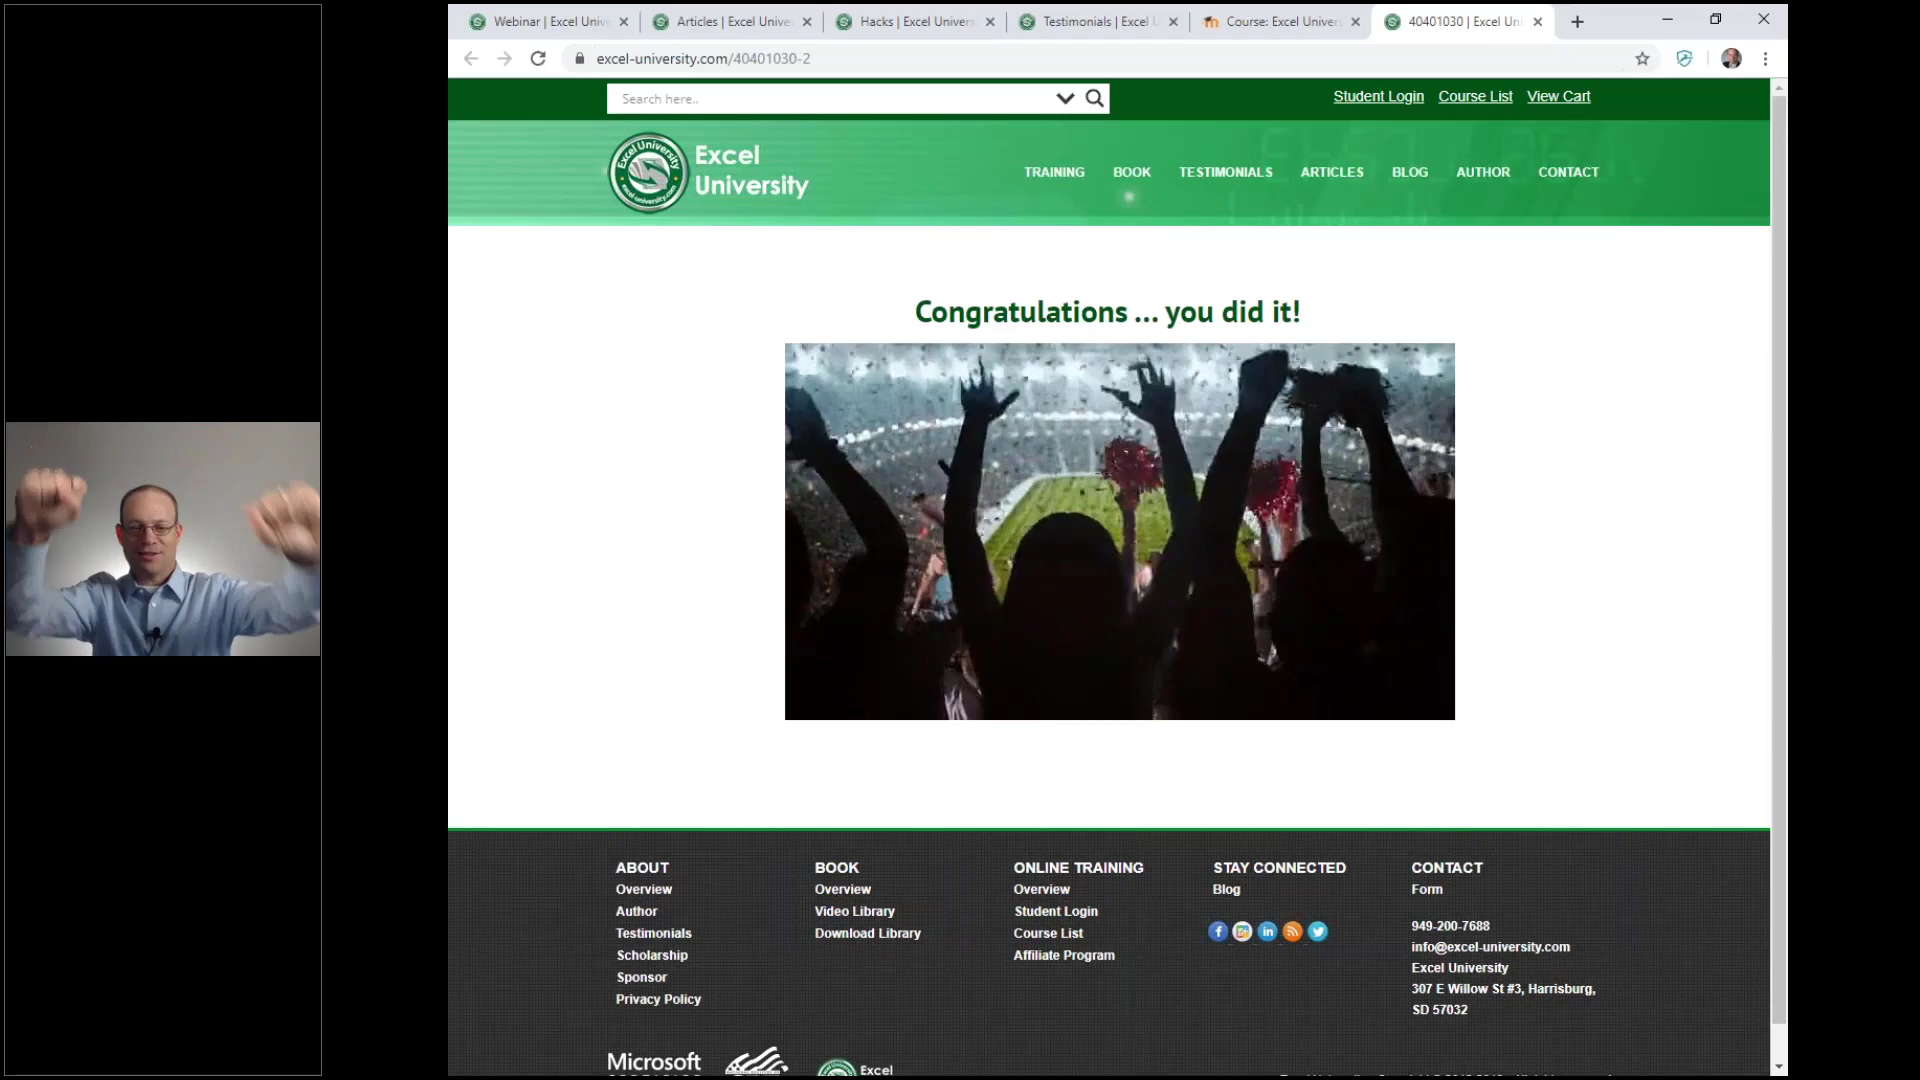 Webinar | Excel Univ
Articles | Excel Unive
Hacks | Excel Univers
Testimonials | Excel U
Course: Excel Univers
40401030 | Excel Uni
excel-university.com/40401030-2
Search here..
Student Login
Course List
View Cart
Excel
University
TRAINING
BOOK
TESTIMONIALS
ARTICLES
BLOG
AUTHOR
CONTACT
Congratulations ... you did it!
ABOUT
Overview
Author
Testimonials
Scholarship
Sponsor
Privacy Policy
BOOK
Overview
Video Library
Download Library
ONLINE TRAINING
Overview
Student Login
Course List
Affiliate Program
STAY CONNECTED
Blog
CONTACT
Form
949-200-7688
info@excel-university.com
Excel University
307 E Willow St #3, Harrisburg,
SD 57032
Microsoft
Excel